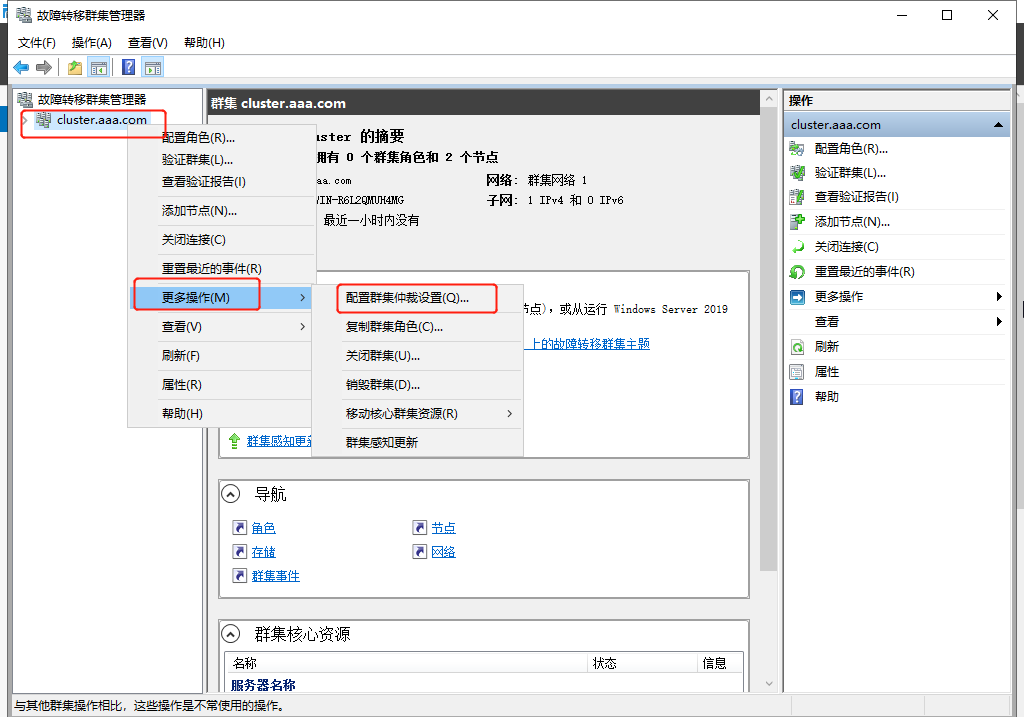 故障转移群集管理器
文件(F) 操作(A) 查看(V) 帮助(H)
故障转移群集管理器
cluster.aaa.com
配置角色(R)...
验证群集(L)...
查看验证报告(I)
添加节点(N)...
关闭连接(C)
重置最近的事件(R)
更多操作(M)
查看(V)
刷新(F)
属性(R)
帮助(H)
配置群集仲裁设置(Q)...
复制群集角色(C)...
关闭群集(U)...
销毁群集(D)...
移动核心群集资源(R)
群集感知更新
群集 cluster.aaa.com
uster 的摘要
拥有 0 个群集角色和 2 个节点
aa.com
网络: 群集网络 1
IN-R6L2QMUH4MG
子网: 1 IPv4 和 0 IPv6
最近一小时内没有
节点), 或从运行 Windows Server 2019
上的故障转移群集主题
群集感知更新
导航
角色
节点
存储
网络
群集事件
群集核心资源
名称 状态 信息
服务器名称
操作
cluster.aaa.com
配置角色(R)...
验证群集(L)...
查看验证报告(I)
添加节点(N)...
关闭连接(C)
重置最近的事件(R)
更多操作
查看
刷新
属性
帮助
与其他群集操作相比，这些操作是不常使用的操作。